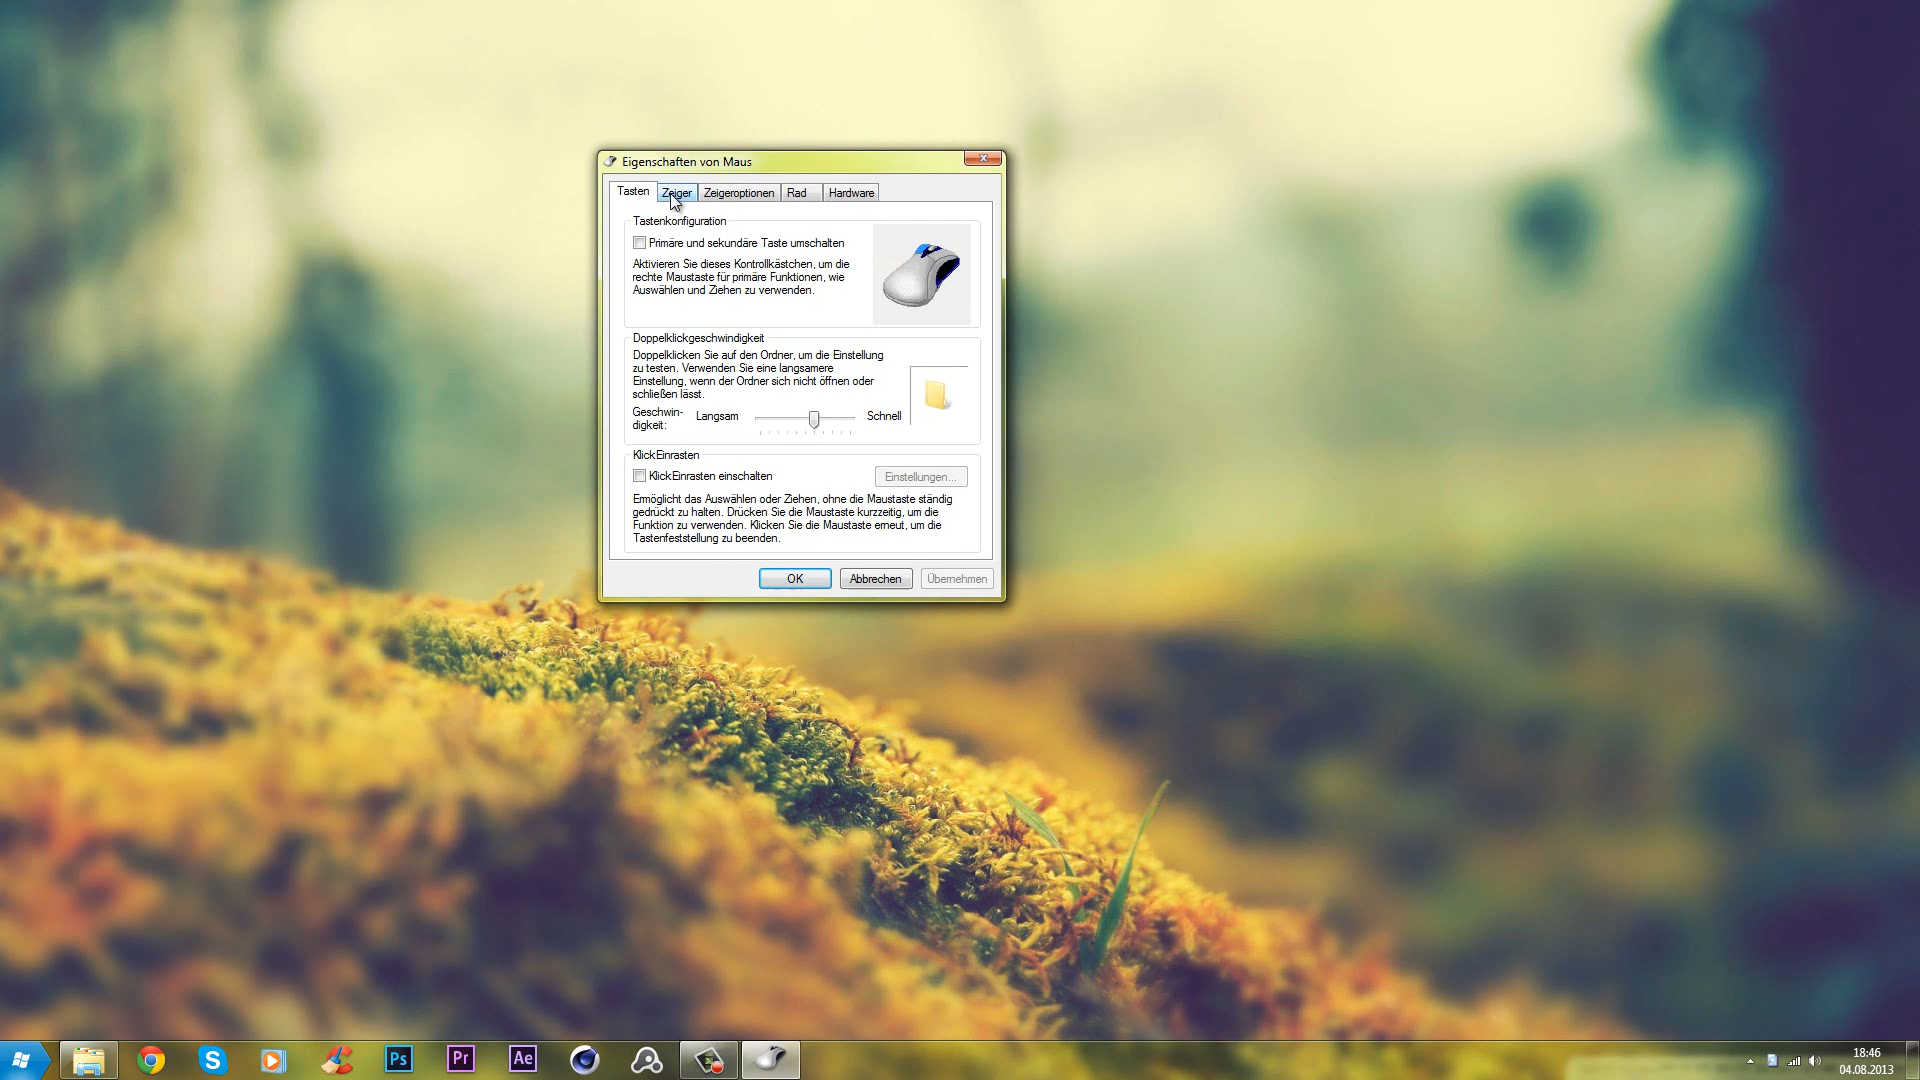 Eigenschaften von Maus
Tasten Zeiger Zeigeroptionen Rad Hardware
Tastenkonfiguration
Primäre und sekundäre Taste umschalten
Aktivieren Sie dieses Kontrollkästchen, um die
rechte Maustaste für primäre Funktionen, wie
Auswählen und Ziehen zu verwenden.
Doppelklickgeschwindigkeit
Doppelklicken Sie auf den Ordner, um die Einstellung
zu testen. Verwenden Sie eine langsamere
Einstellung, wenn der Ordner sich nicht öffnen oder
schließen lässt.
Geschwin-
digkeit:
Langsam Schnell
KlickEinrasten
KlickEinrasten einschalten Einstellungen...
Ermöglicht das Auswählen oder Ziehen, ohne die Maustaste ständig
gedrückt zu halten. Drücken Sie die Maustaste kurzzeitig, um die
Funktion zu verwenden. Klicken Sie die Maustaste erneut, um die
Tastenfeststellung zu beenden.
OK Abbrechen Übernehmen
S Ps Pr Ae
18:46
04.08.2013